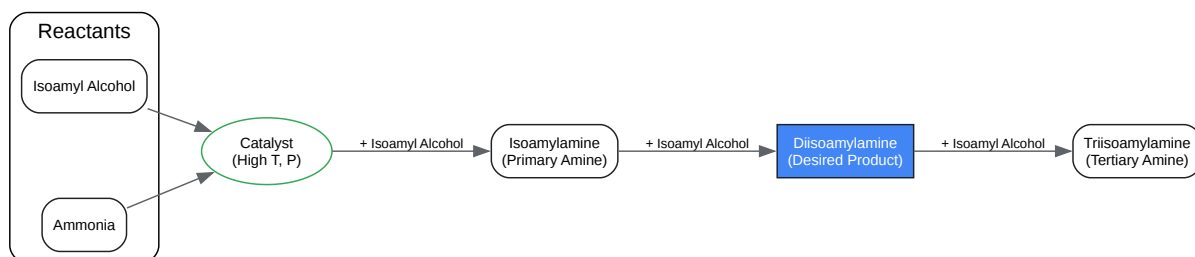 Reactants
Isoamyl Alcohol
Ammonia
Catalyst
(High T, P)
+ Isoamyl Alcohol
Isoamylamine
(Primary Amine)
+ Isoamyl Alcohol
Diisoamylamine
(Desired Product)
+ Isoamyl Alcohol
Triisoamylamine
(Tertiary Amine)